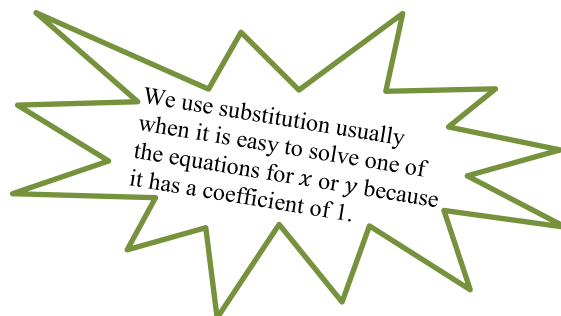 We use substitution usually
when it is easy to solve one of
the equations for x or y because
it has a coefficient of 1.